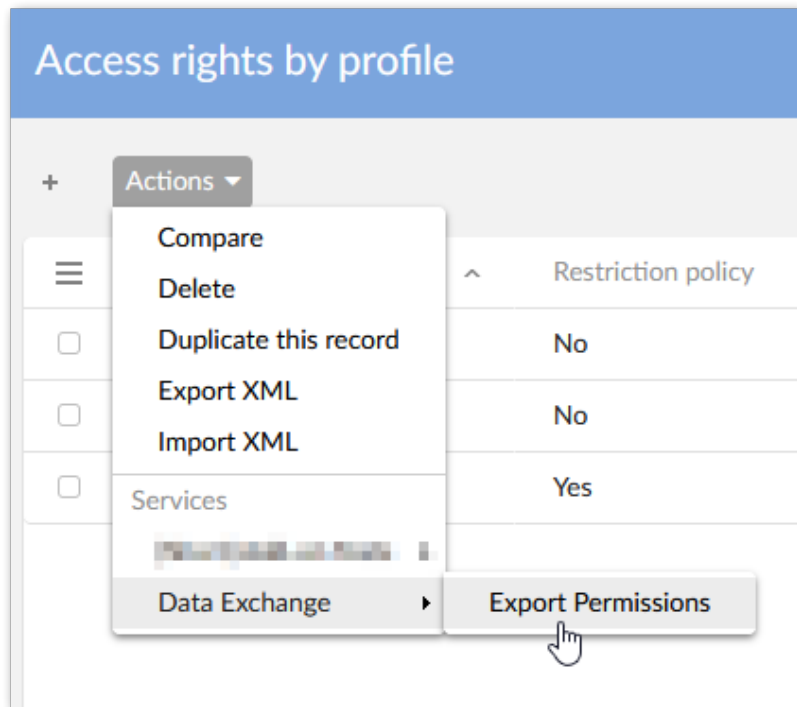 Access rights by profile
+ Actions
Compare
Delete
Restriction policy
Duplicate this record
No
Export XML
No
Import XML
Yes
Services
Data Exchange
Export Permissions